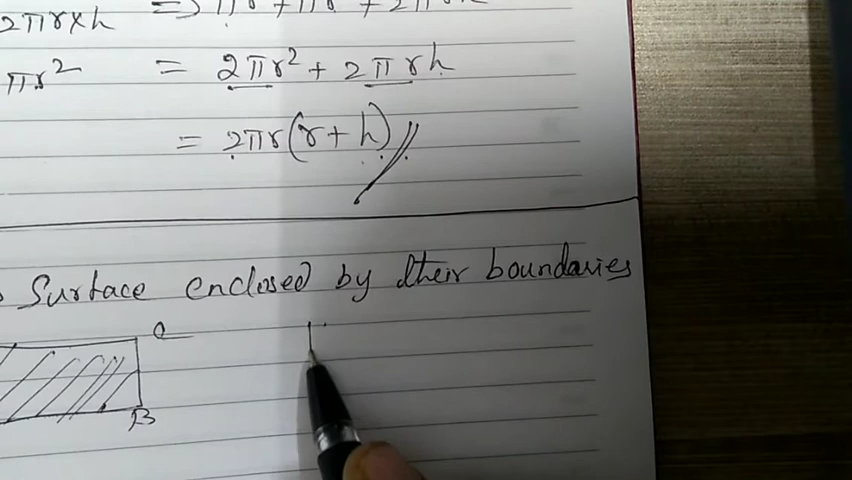 2πr×h
πr² = 2πr² + 2πrh
= 2πr(r+h)
Surface enclosed by their boundaries
C
B